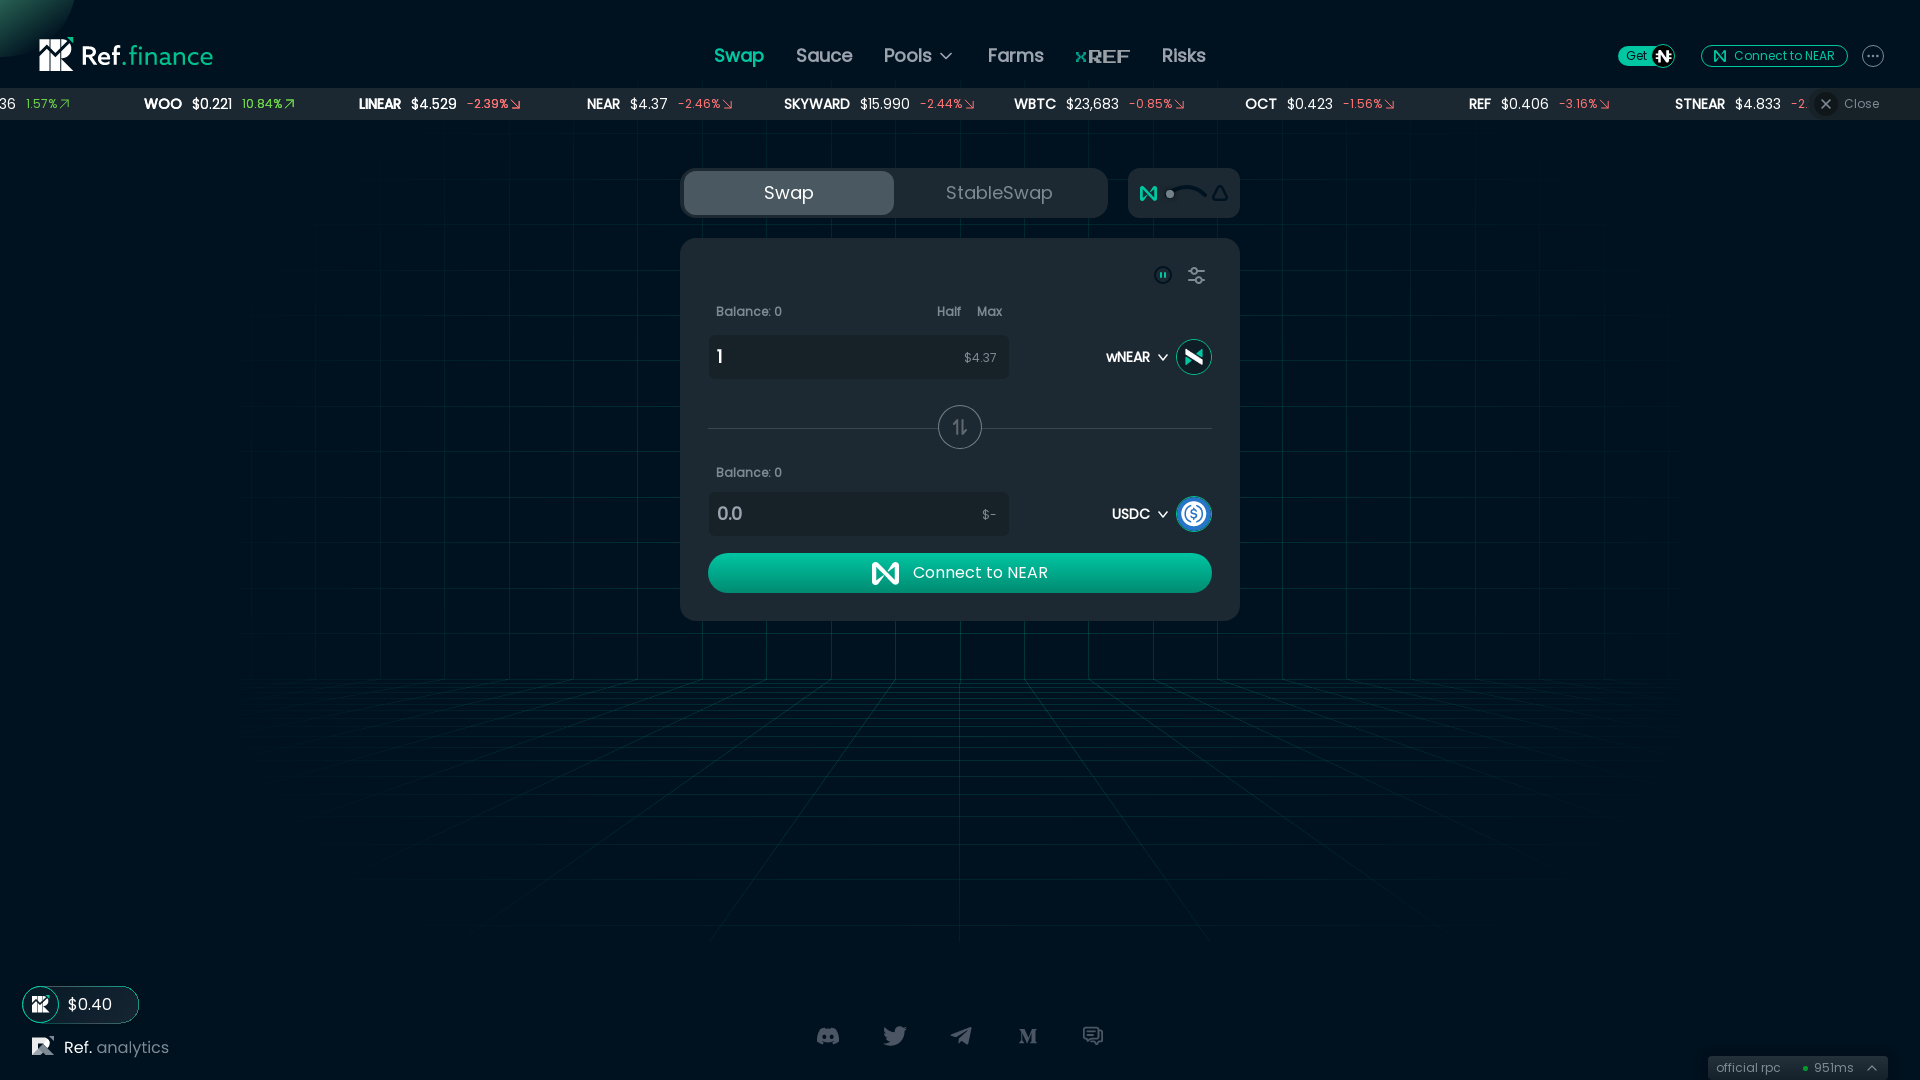 Ref.finance
Swap Sauce Pools Farms xREF Risks
Get
Connect to NEAR
36 1.57% WOO $0.221 10.84% LINEAR $4.529 -2.39% NEAR $4.37 -2.46% SKYWARD $15.990 -2.44% WBTC $23,683 -0.85% OCT $0.423 -1.56% REF $0.406 -3.16% STNEAR $4.833 -2. Close
Swap StableSwap
Balance: 0 Half Max
1 $4.37 wNEAR
Balance: 0
0.0 $- USDC
Connect to NEAR
$0.40
Ref. analytics
official rpc 951ms